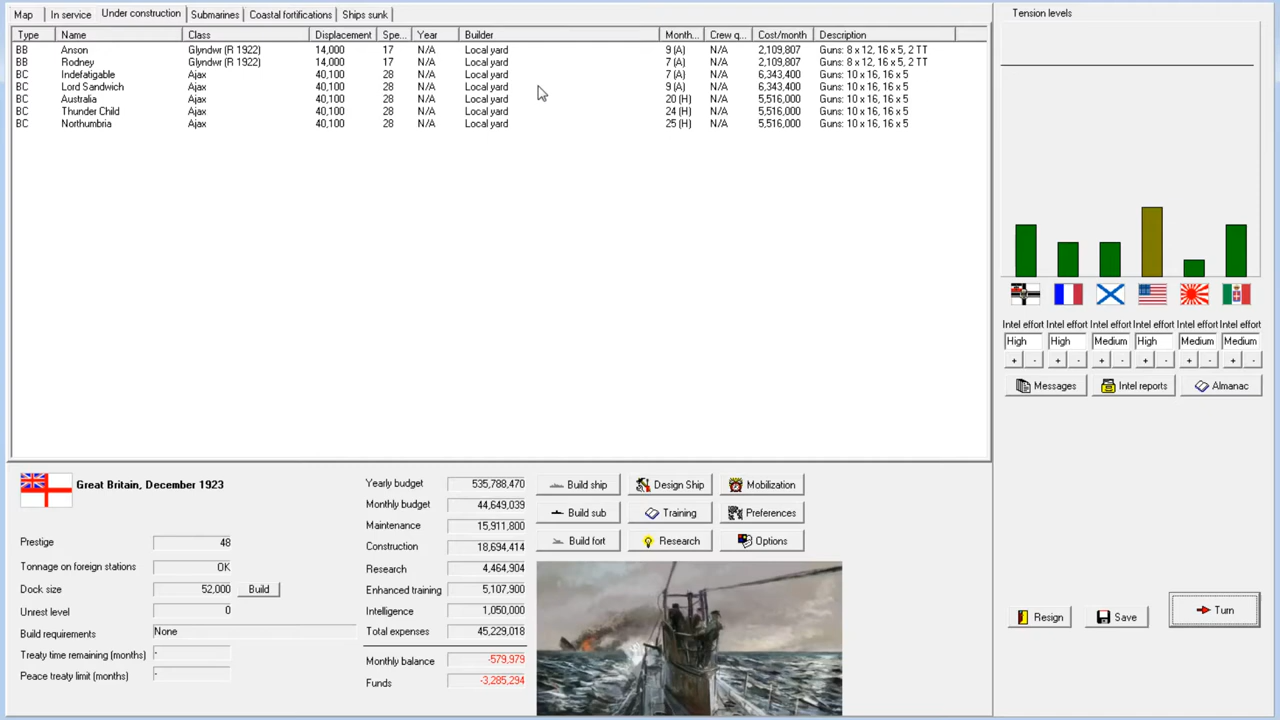 Map In service Under construction Submarines Coastal fortifications Ships sunk
Type Name Class Displacement Spe... Year Builder Month... Crew q... Cost/month Description
BB Anson Glyndwr (R 1922) 14,000 17 N/A Local yard 9 (A) N/A 2,109,807 Guns: 8 x 12, 16 x 5, 2 TT
BB Rodney Glyndwr (R 1922) 14,000 17 N/A Local yard 7 (A) N/A 2,109,807 Guns: 8 x 12, 16 x 5, 2 TT
BC Indefatigable Ajax 40,100 28 N/A Local yard 7 (A) N/A 6,343,400 Guns: 10 x 16, 16 x 5
BC Lord Sandwich Ajax 40,100 28 N/A Local yard 9 (A) N/A 6,343,400 Guns: 10 x 16, 16 x 5
BC Australia Ajax 40,100 28 N/A Local yard 20 (H) N/A 5,516,000 Guns: 10 x 16, 16 x 5
BC Thunder Child Ajax 40,100 28 N/A Local yard 24 (H) N/A 5,516,000 Guns: 10 x 16, 16 x 5
BC Northumbria Ajax 40,100 28 N/A Local yard 25 (H) N/A 5,516,000 Guns: 10 x 16, 16 x 5
Tension levels
Intel effort Intel effort Intel effort Intel effort Intel effort Intel effort
High High Medium High Medium Medium
+ - + - + - + - + - + -
Messages Intel reports Almanac
Great Britain, December 1923
Prestige 48
Tonnage on foreign stations OK
Dock size 52,000 Build
Unrest level 0
Build requirements None
Treaty time remaining (months) -
Peace treaty limit (months) -
Yearly budget 535,788,470
Monthly budget 44,649,039
Maintenance 15,911,800
Construction 18,694,414
Research 4,464,904
Enhanced training 5,107,900
Intelligence 1,050,000
Total expenses 45,229,018
Monthly balance -579,979
Funds -3,285,294
Build ship Design Ship Mobilization
Build sub Training Preferences
Build fort Research Options
Resign Save Turn